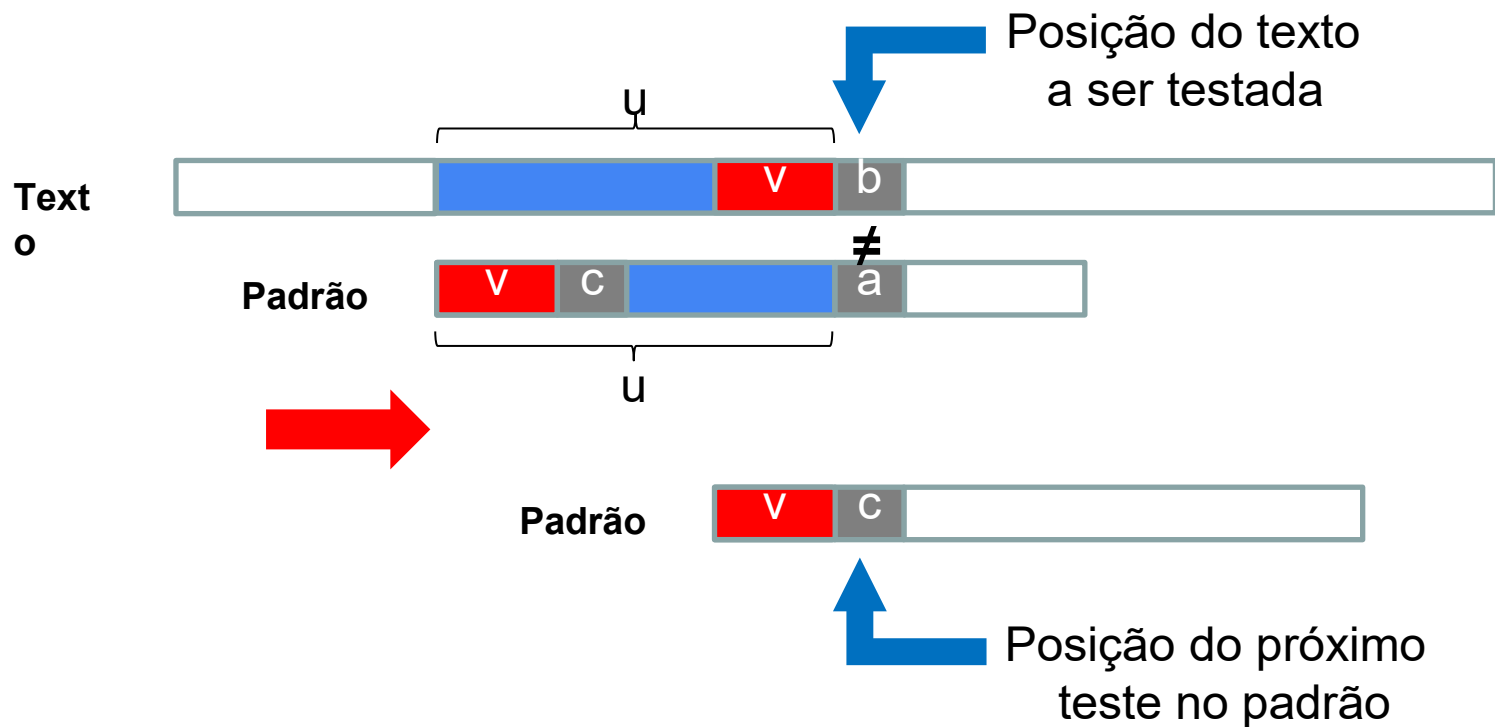 Posição do texto
a ser testada
u
Text
o
v b
≠
Padrão
v c a
u
Padrão
v c
Posição do próximo
teste no padrão